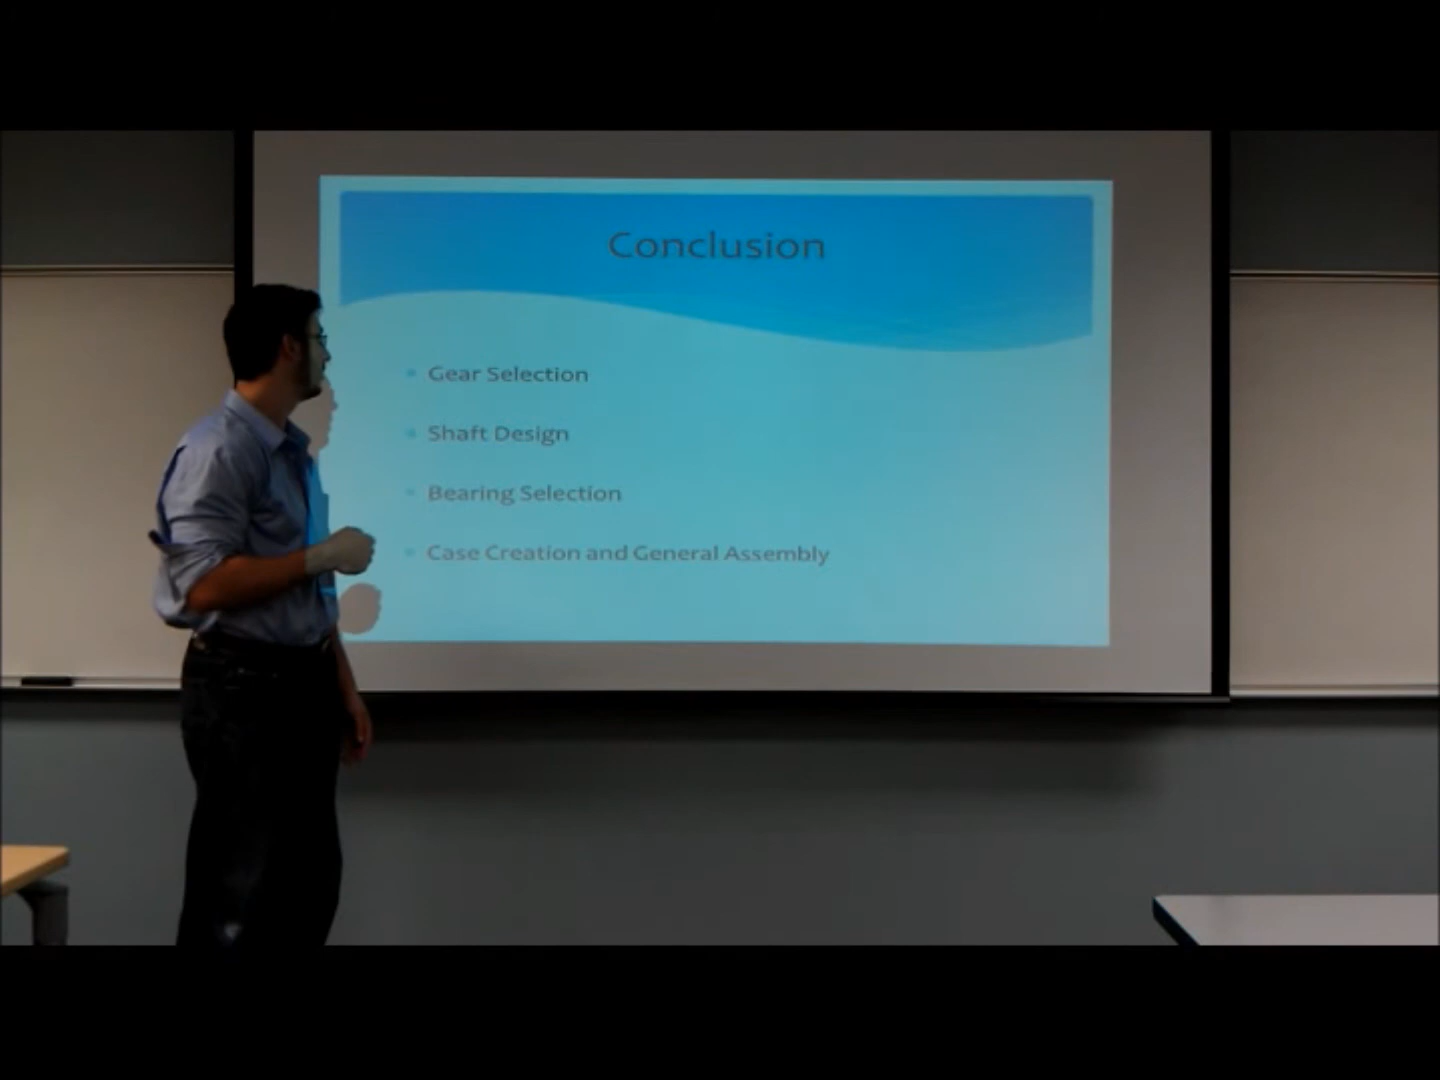 Conclusion
Gear Selection
Shaft Design
Bearing Selection
Case Creation and General Assembly